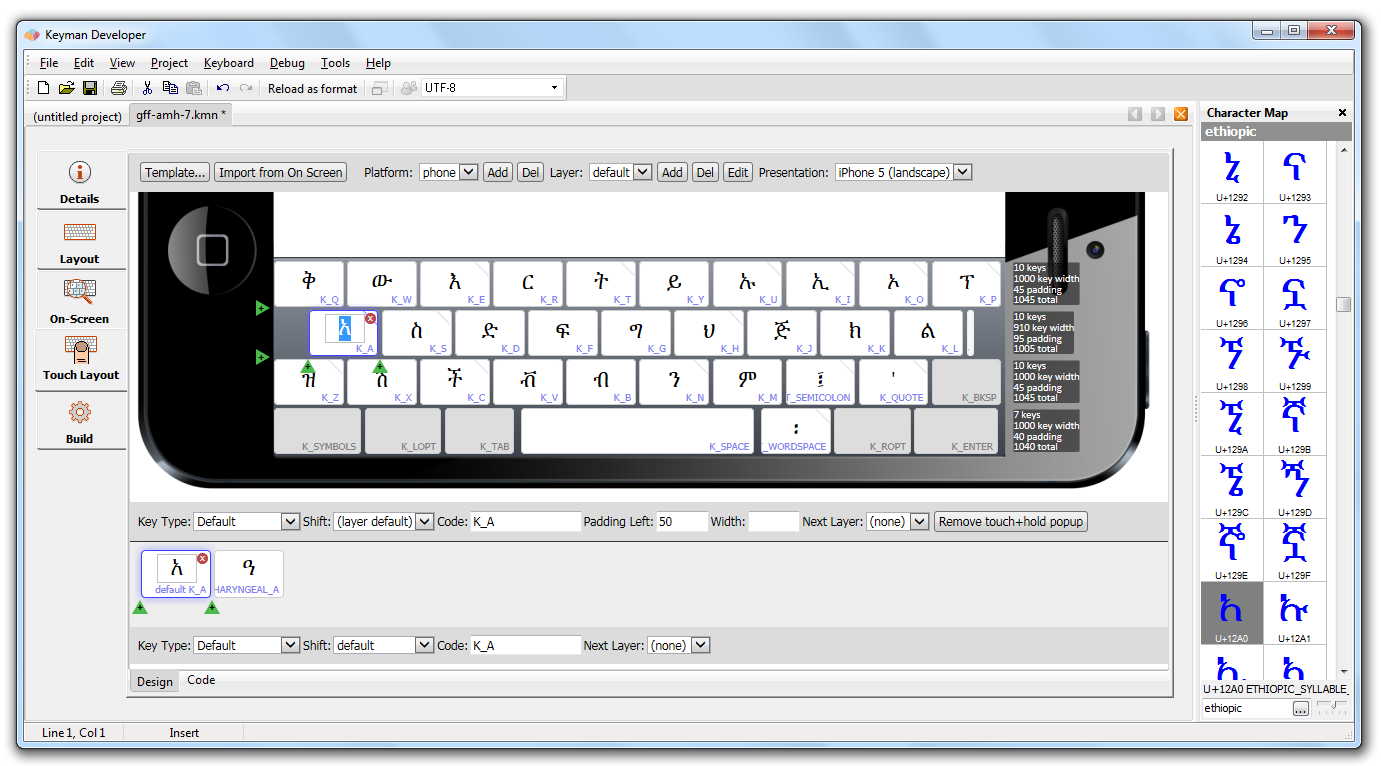 Keyman Developer
File Edit View Project Keyboard Debug Tools Help
Reload as format UTF-8
(untitled project) gff-amh-7.kmn *
Details
Layout
On-Screen
Touch Layout
Build
Template... Import from On Screen Platform: phone Add Del Layer: default Add Del Edit Presentation: iPhone 5 (landscape)
ቅ ው እ ር ት ይ ኡ ኢ ኦ ፕ
K_Q K_W K_E K_R K_T K_Y K_U K_I K_O K_P
10 keys
1000 key width
45 padding
1045 total
አ ስ ድ ፍ ግ ህ ጅ ክ ል
K_A K_S K_D K_F K_G K_H K_J K_K K_L
10 keys
910 key width
95 padding
1005 total
ዝ ሽ ች ቭ ብ ን ም ፤ '
K_Z K_X K_C K_V K_B K_N K_M T_SEMICOLON K_QUOTE K_BKSP
10 keys
1000 key width
45 padding
1045 total
፡
K_SYMBOLS K_LOPT K_TAB K_SPACE _WORDSPACE K_ROPT K_ENTER
7 keys
1000 key width
40 padding
1040 total
Key Type: Default Shift: (layer default) Code: K_A Padding Left: 50 Width: Next Layer: (none) Remove touch+hold popup
አ ዓ
default K_A HARYNGEAL_A
Key Type: Default Shift: default Code: K_A Next Layer: (none)
Design Code
Line 1, Col 1 Insert
Character Map
ethiopic
ኒ ና
U+1292 U+1293
ኔ ን
U+1294 U+1295
ኖ ኗ
U+1296 U+1297
ኘ ኙ
U+1298 U+1299
ኚ ኛ
U+129A U+129B
ኜ ኝ
U+129C U+129D
ኞ ኟ
U+129E U+129F
አ ኡ
U+12A0 U+12A1
U+12A0 ETHIOPIC_SYLLABLE_
ethiopic ...